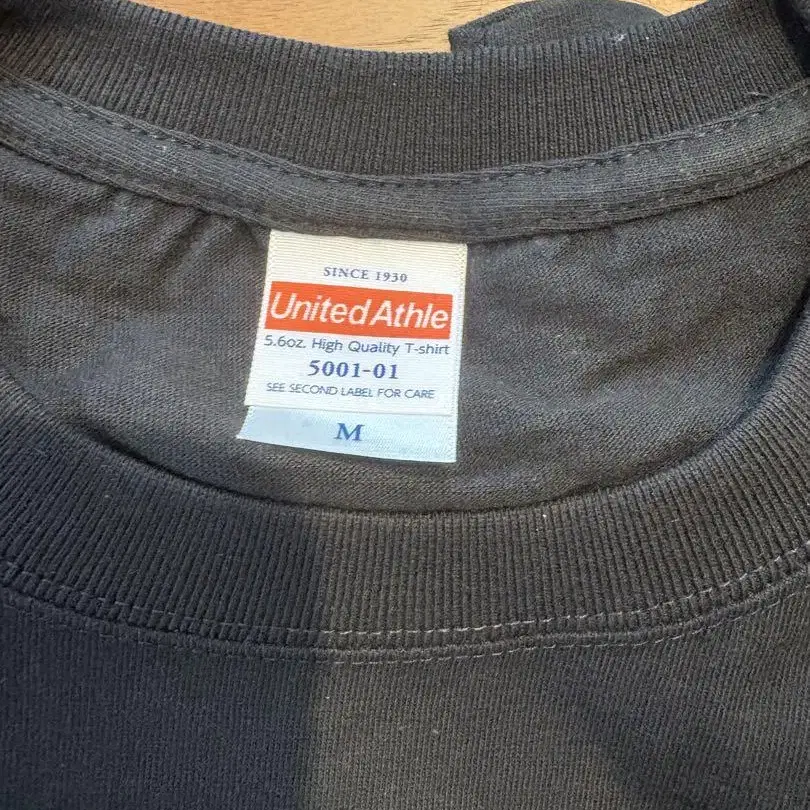 SINCE 1930
United Athle
5.6oz. High Quality T-shirt
5001-01
SEE SECOND LABEL FOR CARE
M